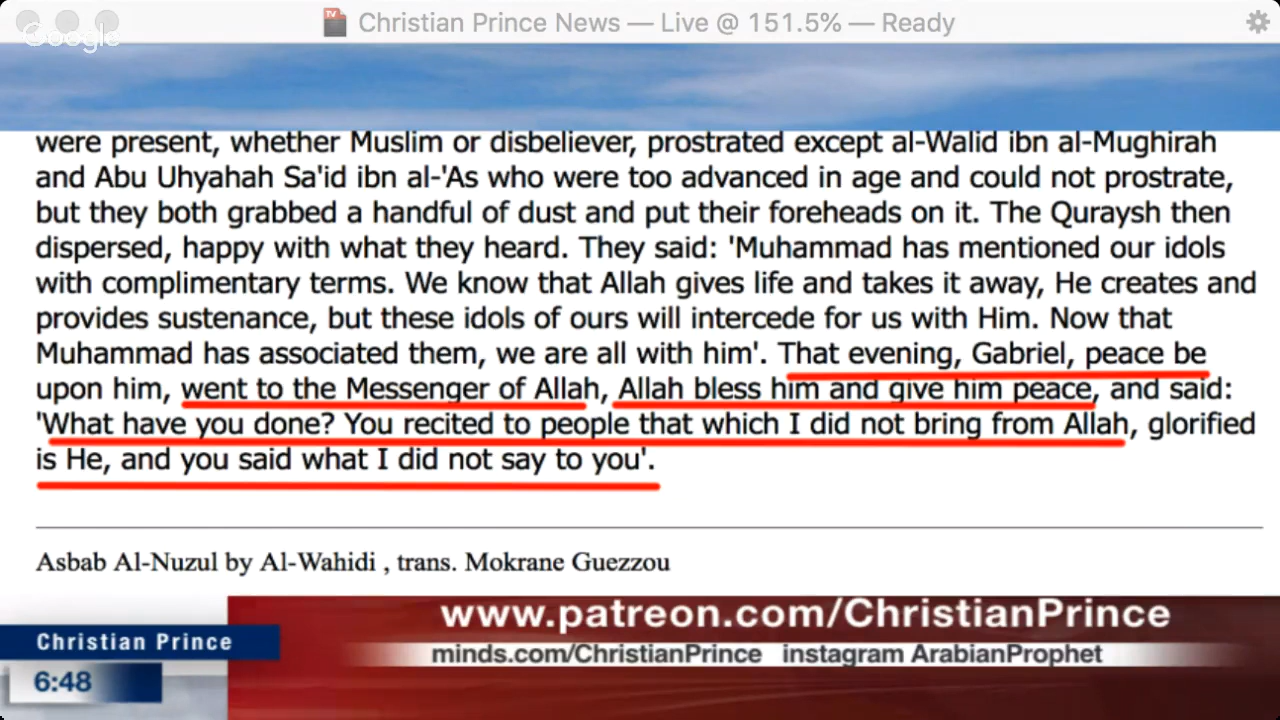 Christian Prince News — Live @ 151.5% — Ready
Google
were present, whether Muslim or disbeliever, prostrated except al-Walid ibn al-Mughirah
and Abu Uhyahah Sa'id ibn al-'As who were too advanced in age and could not prostrate,
but they both grabbed a handful of dust and put their foreheads on it. The Quraysh then
dispersed, happy with what they heard. They said: 'Muhammad has mentioned our idols
with complimentary terms. We know that Allah gives life and takes it away, He creates and
provides sustenance, but these idols of ours will intercede for us with Him. Now that
Muhammad has associated them, we are all with him'. That evening, Gabriel, peace be
upon him, went to the Messenger of Allah, Allah bless him and give him peace, and said:
'What have you done? You recited to people that which I did not bring from Allah, glorified
is He, and you said what I did not say to you'.
Asbab Al-Nuzul by Al-Wahidi , trans. Mokrane Guezzou
www.patreon.com/ChristianPrince
Christian Prince
minds.com/ChristianPrince instagram ArabianProphet
6:48
TV